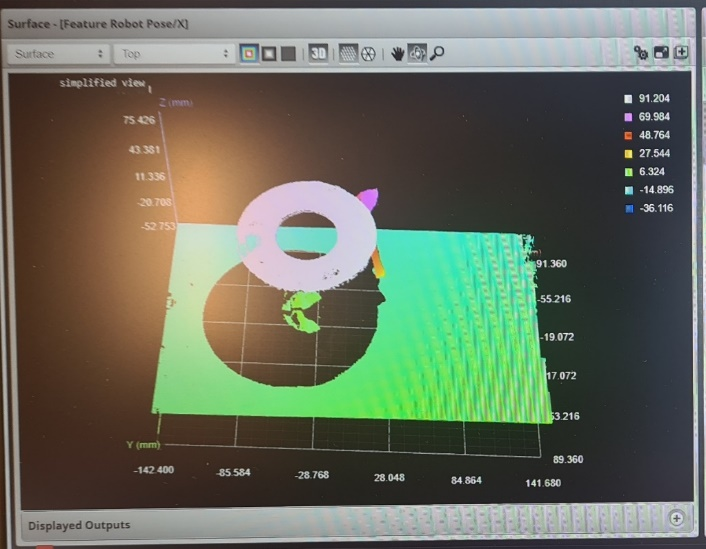 Surface - [Feature Robot Pose/X]
Surface Top 3D
simplified view
Z (mm)
75.426
43.381
11.336
-20.708
-52.753
91.204
69.984
48.764
27.544
6.324
-14.896
-36.116
91.360
-55.216
-19.072
17.072
53.216
89.360
Y (mm)
-142.400 -85.584 -28.768 28.048 84.864 141.680
Displayed Outputs